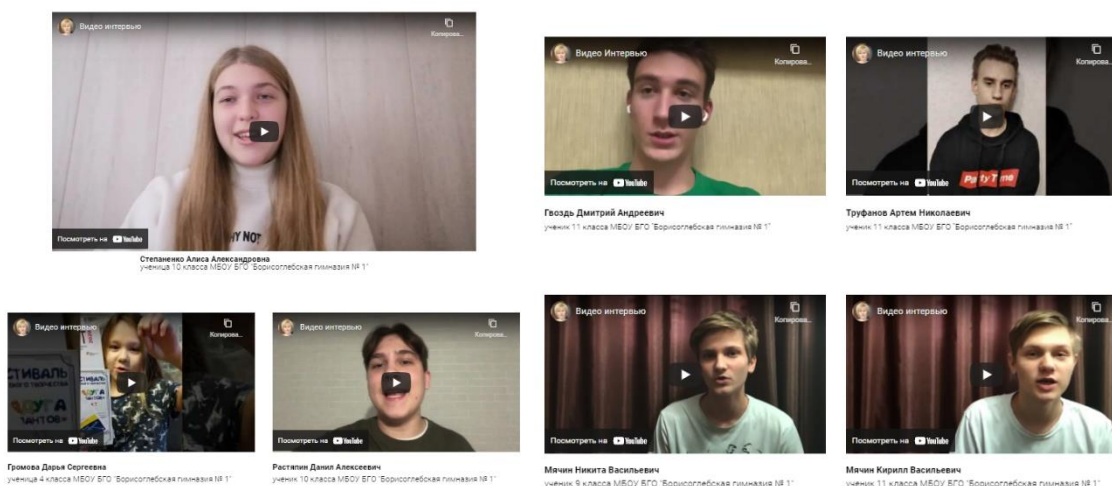 Видео интервью
Копирова...
WHY NOT
Посмотреть на YouTube
Степаненко Алиса Александровна
ученица 10 класса МБОУ БГО "Борисоглебская гимназия № 1"
Видео Интервью
Копирова...
Посмотреть на YouTube
Гвоздь Дмитрий Андреевич
ученик 11 класса МБОУ БГО "Борисоглебская гимназия № 1"
Видео интервью
Копирова...
Party Time
Посмотреть на YouTube
Труфанов Артем Николаевич
ученик 11 класса МБОУ БГО "Борисоглебская гимназия № 1"
Видео интервью
Копирова...
Посмотреть на YouTube
Громова Дарья Сергеевна
ученица 4 класса МБОУ БГО "Борисоглебская гимназия № 1"
Видео интервью
Копирова...
Посмотреть на YouTube
Растяпин Данил Алексеевич
ученик 10 класса МБОУ БГО "Борисоглебская гимназия № 1"
Видео интервью
Копирова...
Посмотреть на YouTube
Мячин Никита Васильевич
ученик 9 класса МБОУ БГО "Борисоглебская гимназия № 1"
Видео интервью
Копирова...
Посмотреть на YouTube
Мячин Кирилл Васильевич
ученик 11 класса МБОУ БГО "Борисоглебская гимназия № 1"